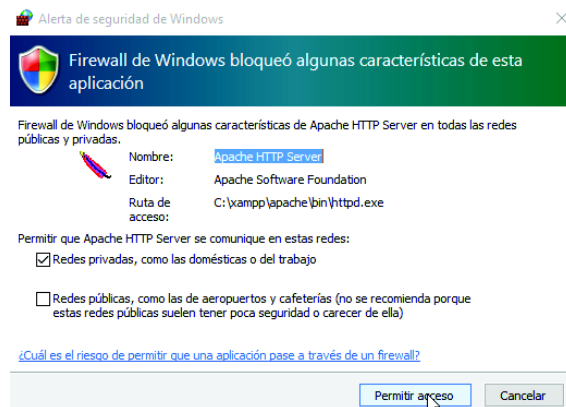 Alerta de seguridad de Windows
Firewall de Windows bloqueó algunas características de esta
aplicación
Firewall de Windows bloqueó algunas características de Apache HTTP Server en todas las redes
públicas y privadas.
Nombre: Apache HTTP Server
Editor: Apache Software Foundation
Ruta de C:\xampp\apache\bin\httpd.exe
acceso:
Permitir que Apache HTTP Server se comunique en estas redes:
Redes privadas, como las domésticas o del trabajo
Redes públicas, como las de aeropuertos y cafeterías (no se recomienda porque
estas redes públicas suelen tener poca seguridad o carecer de ella)
¿Cuál es el riesgo de permitir que una aplicación pase a través de un firewall?
Permitir acceso Cancelar